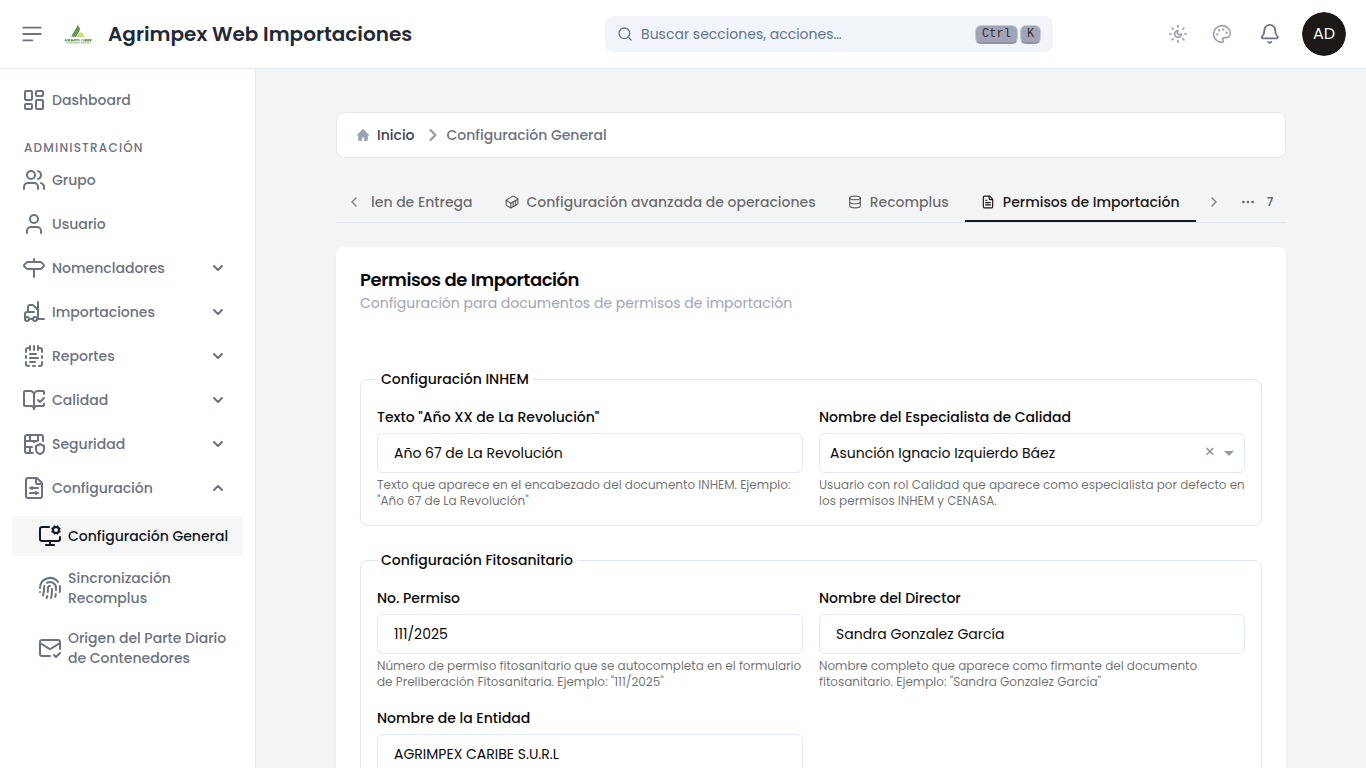 Agrimpex Web Importaciones
Buscar secciones, acciones...
Ctrl K
AD
Dashboard
ADMINISTRACIÓN
Grupo
Usuario
Nomencladores
Importaciones
Reportes
Calidad
Seguridad
Configuración
Configuración General
Sincronización
Recomplus
Origen del Parte Diario
de Contenedores
Inicio
Configuración General
len de Entrega
Configuración avanzada de operaciones
Recomplus
Permisos de Importación
··· 7
Permisos de Importación
Configuración para documentos de permisos de importación
Configuración INHEM
Texto "Año XX de La Revolución"
Año 67 de La Revolución
Texto que aparece en el encabezado del documento INHEM. Ejemplo:
"Año 67 de La Revolución"
Nombre del Especialista de Calidad
Asunción Ignacio Izquierdo Báez
×
Usuario con rol Calidad que aparece como especialista por defecto en
los permisos INHEM y CENASA.
Configuración Fitosanitario
No. Permiso
111/2025
Número de permiso fitosanitario que se autocompleta en el formulario
de Preliberación Fitosanitaria. Ejemplo: "111/2025"
Nombre del Director
Sandra Gonzalez García
Nombre completo que aparece como firmante del documento
fitosanitario. Ejemplo: "Sandra Gonzalez García"
Nombre de la Entidad
AGRIMPEX CARIBE S.U.R.L